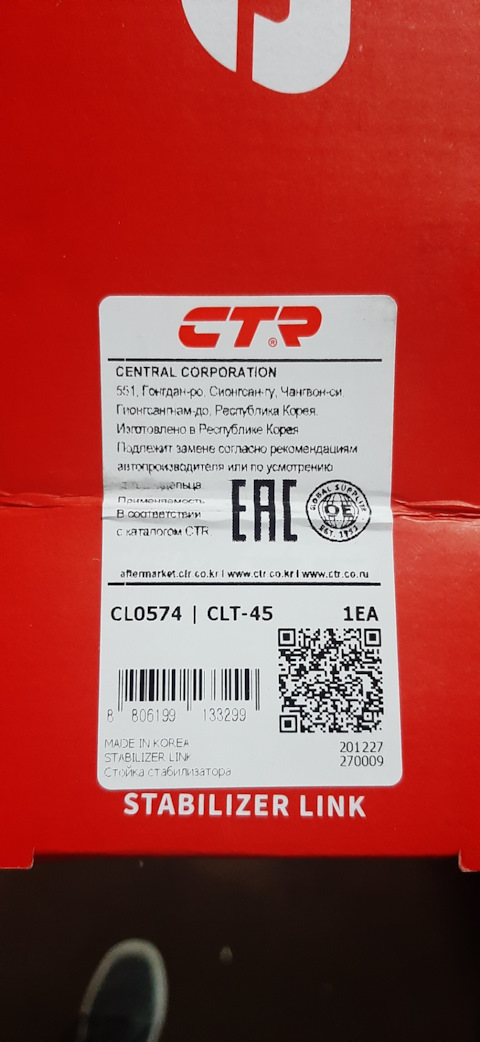 CTR®
CENTRAL CORPORATION
551, Гонгдан-ро, Сионгсан-гу, Чангвон-си,
Гионгсангнам-до, Республика Корея.
Изготовлено в Республике Корея
Подлежит замене согласно рекомендациям
автопроизводителя или по усмотрению
Применяемость
В соответствии
с каталогом CTR.
EAC
GLOBAL SUPPLIER
OE
EST. 1952
aftermarket.ctr.co.kr | www.ctr.co.kr | www.ctr.co.ru
CL0574 | CLT-45 1EA
8 806199 133299
MADE IN KOREA
STABILIZER LINK
Стойка стабилизатора
201227
270009
STABILIZER LINK